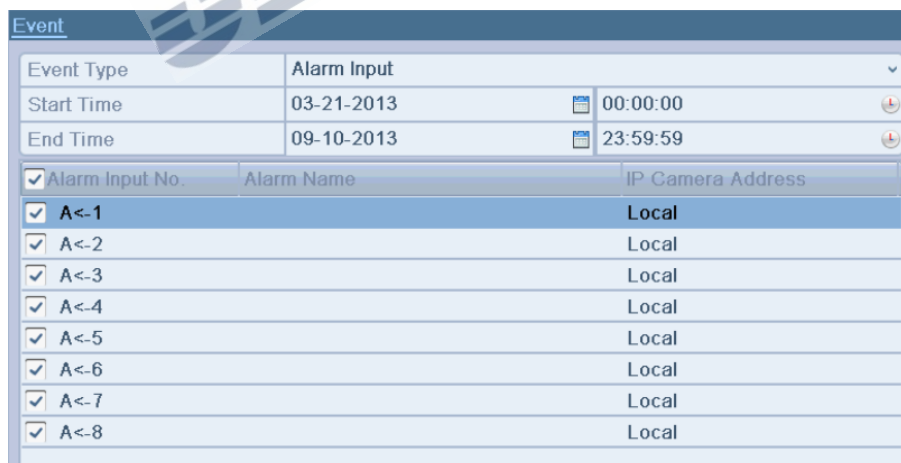 Event
Event Type Alarm Input
Start Time 03-21-2013 00:00:00
End Time 09-10-2013 23:59:59
Alarm Input No. Alarm Name IP Camera Address
A<-1 Local
A<-2 Local
A<-3 Local
A<-4 Local
A<-5 Local
A<-6 Local
A<-7 Local
A<-8 Local